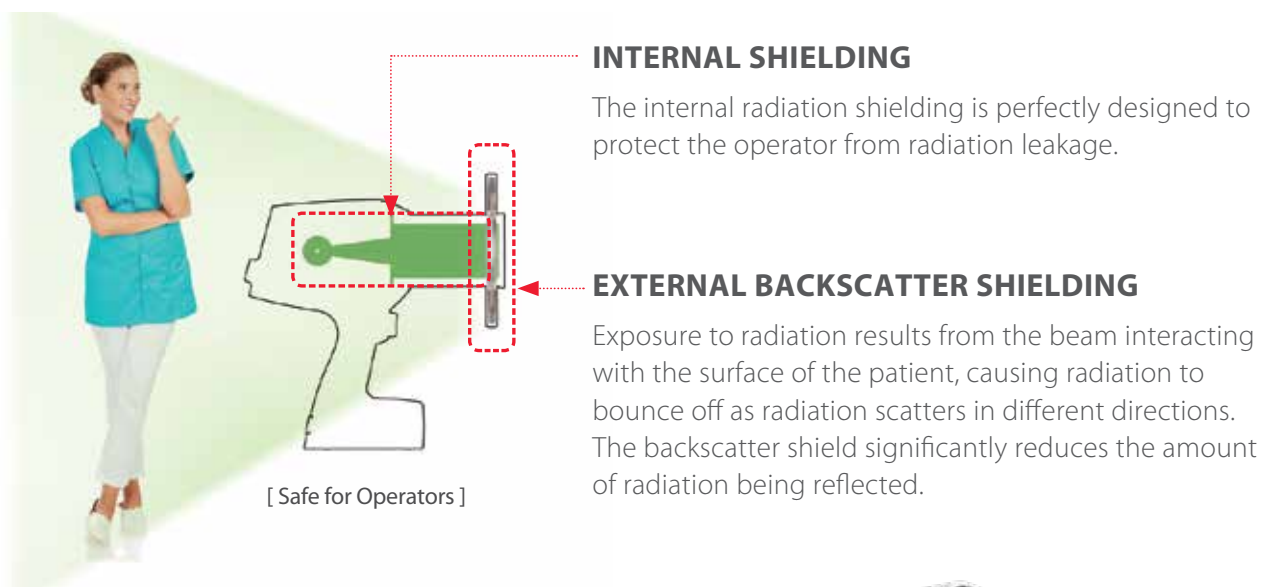 INTERNAL SHIELDING
The internal radiation shielding is perfectly designed to
protect the operator from radiation leakage.
EXTERNAL BACKSCATTER SHIELDING
Exposure to radiation results from the beam interacting
with the surface of the patient, causing radiation to
bounce off as radiation scatters in different directions.
The backscatter shield significantly reduces the amount
of radiation being reflected.
[ Safe for Operators ]